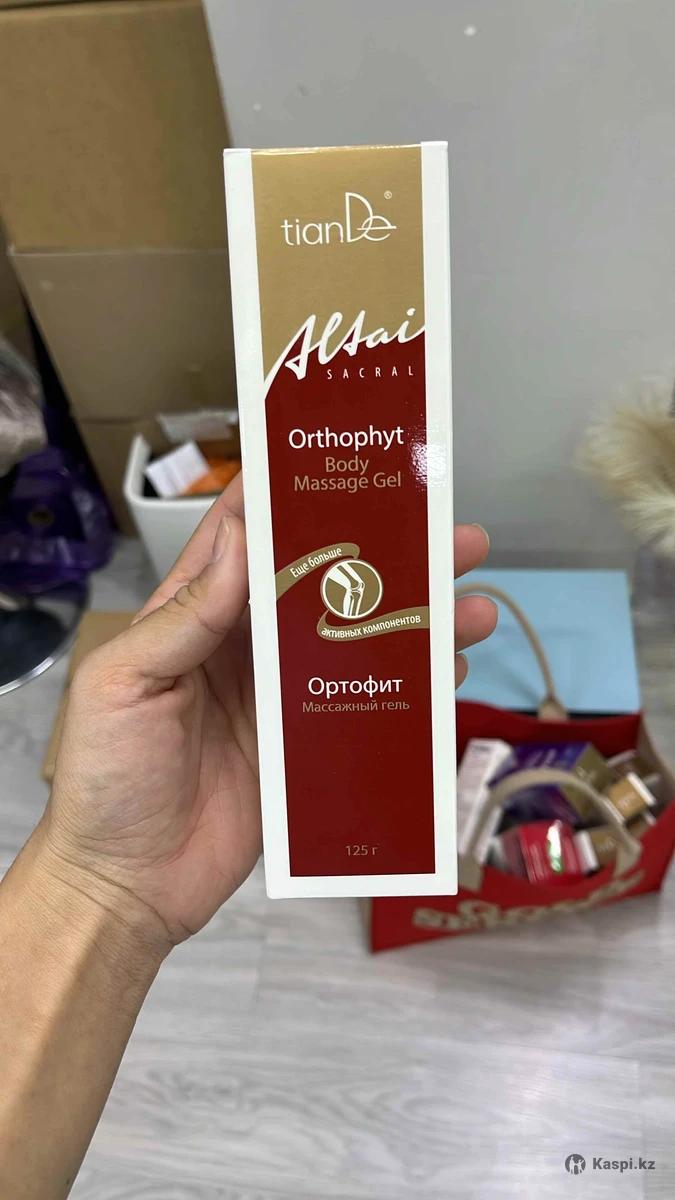 tianDe®
Altai
SACRAL
Orthophyt
Body
Massage Gel
Еще больше
активных компонентов
Ортофит
Массажный гель
125 г
Kaspi.kz